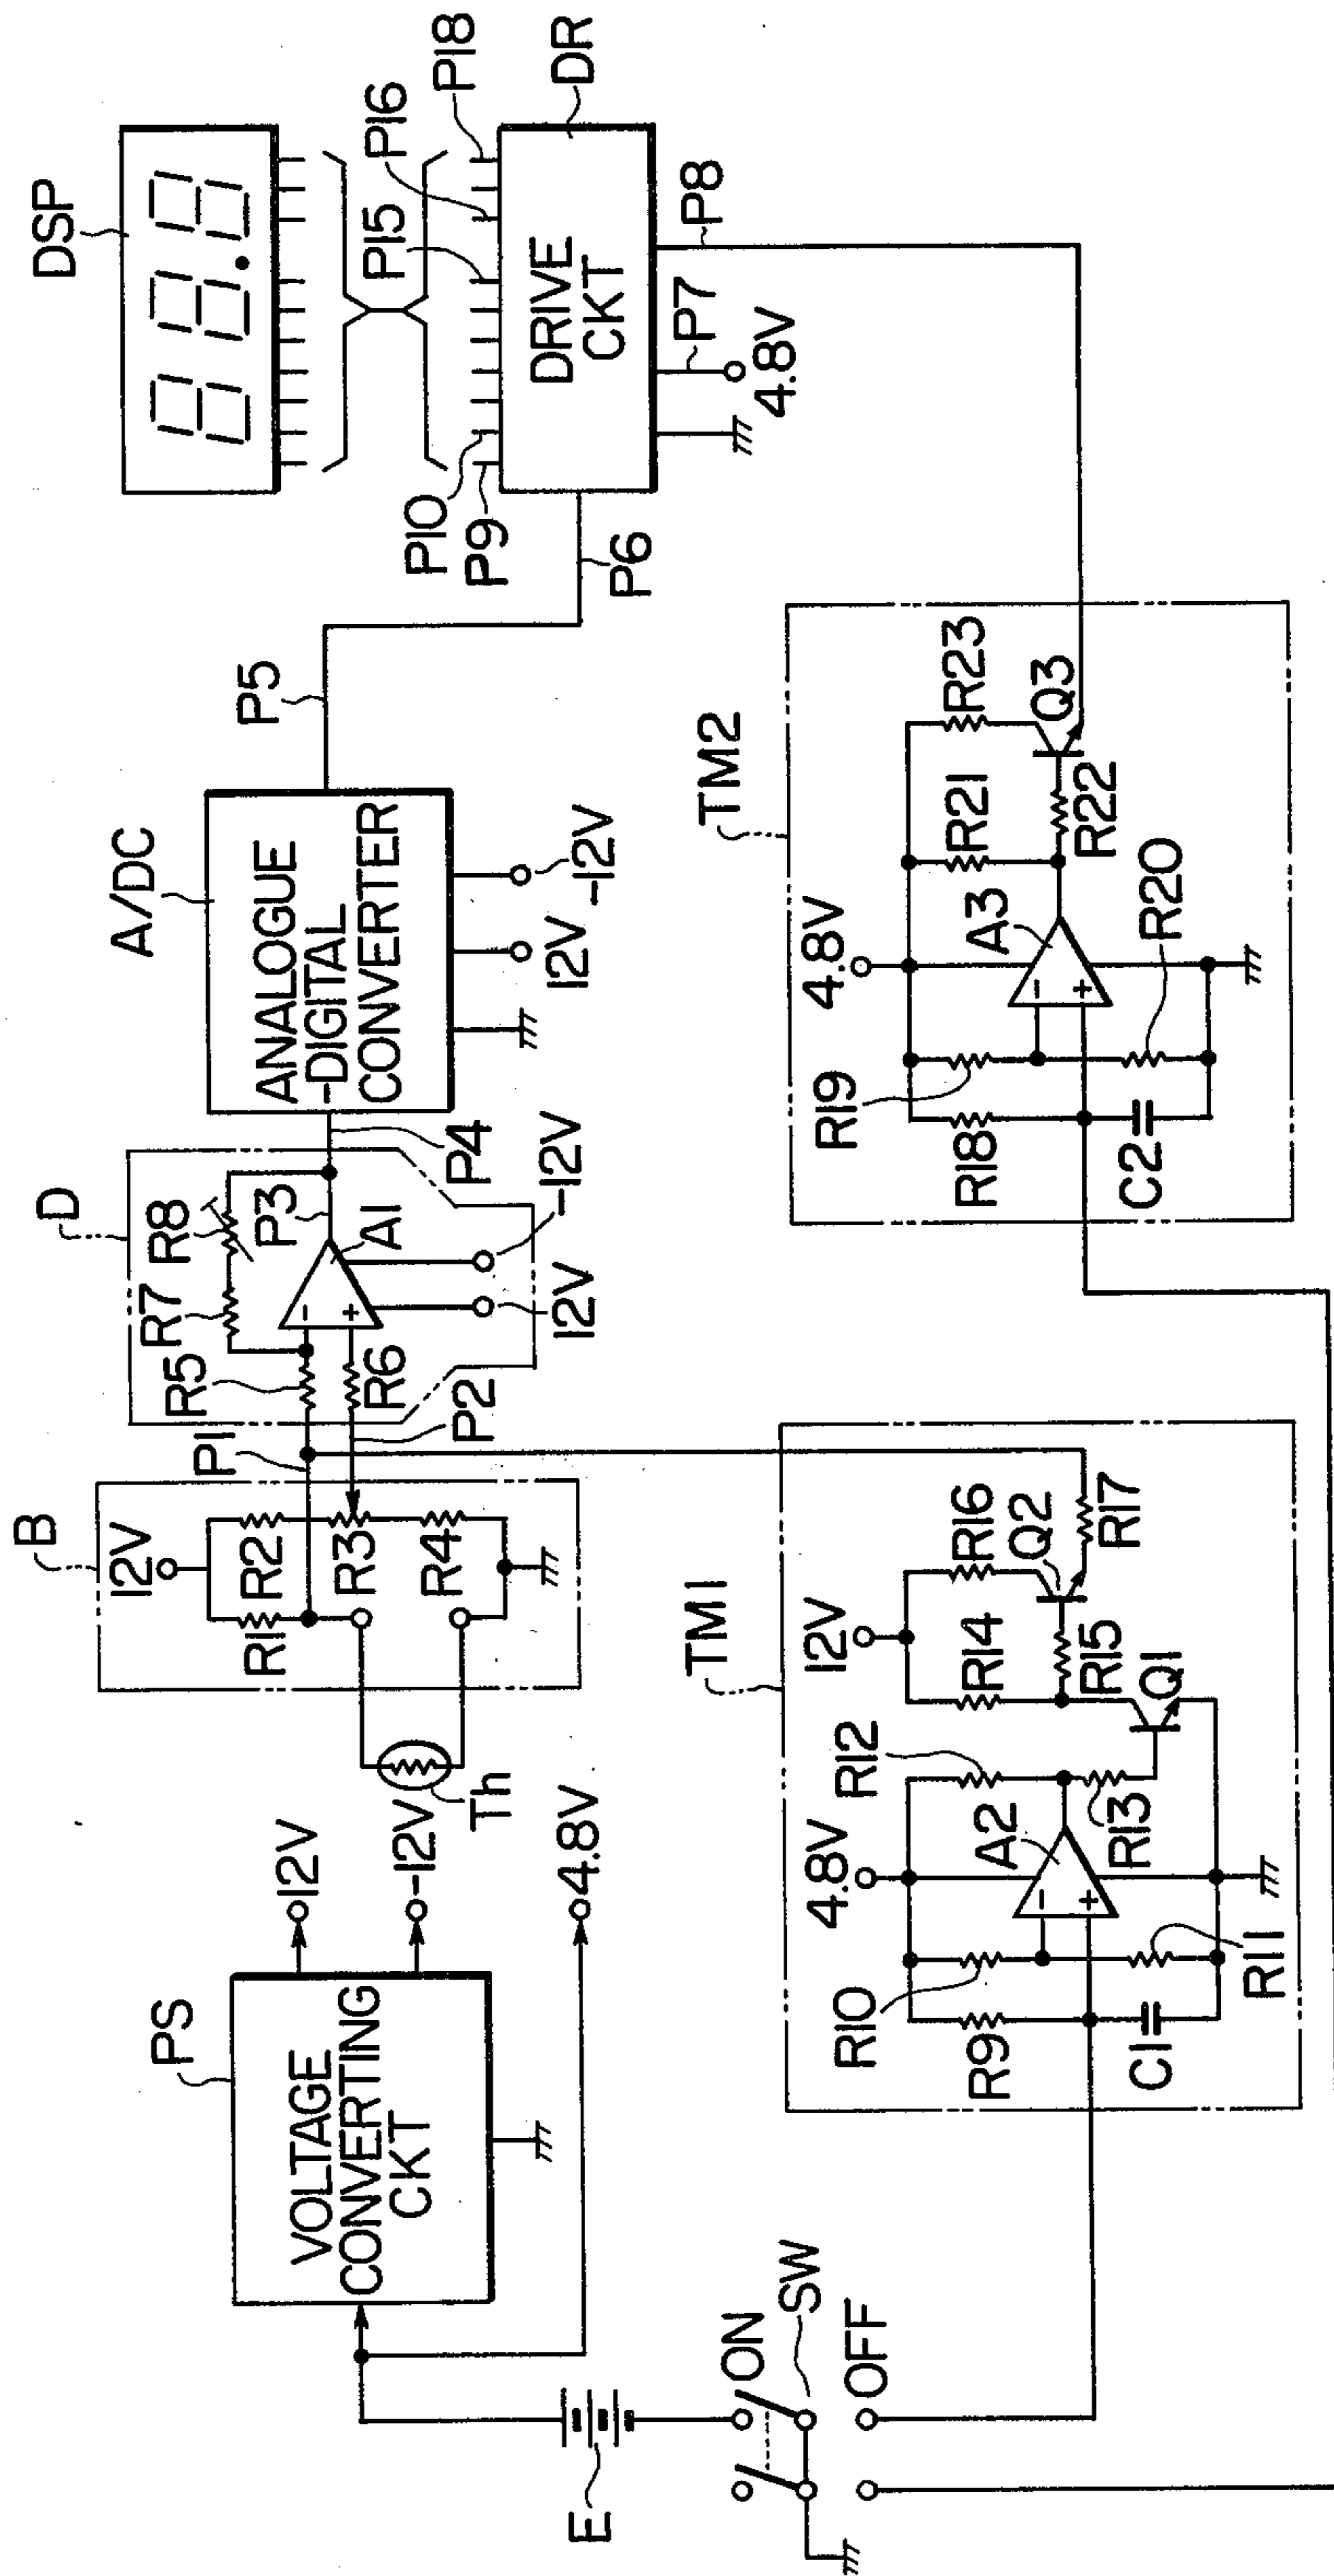 PS
VOLTAGE
CONVERTING
CKT
12V
-12V
4.8V
Th
E
ON
SW
OFF
B
12V
R1
R2
R3
R4
P1
P2
D
R5
R6
R7
R8
A1
-
+
P3
P4
12V
-12V
A/DC
ANALOGUE
-DIGITAL
CONVERTER
12V
-12V
P5
P6
DSP
8 8. 8
P9
P10
P15
P16
P18
DR
DRIVE
CKT
P7
4.8V
P8
TM1
4.8V
R9
R10
R11
C1
A2
-
+
R12
R13
12V
R14
R15
Q1
R16
Q2
R17
TM2
4.8V
R18
R19
C2
R20
A3
-
+
R21
R22
R23
Q3